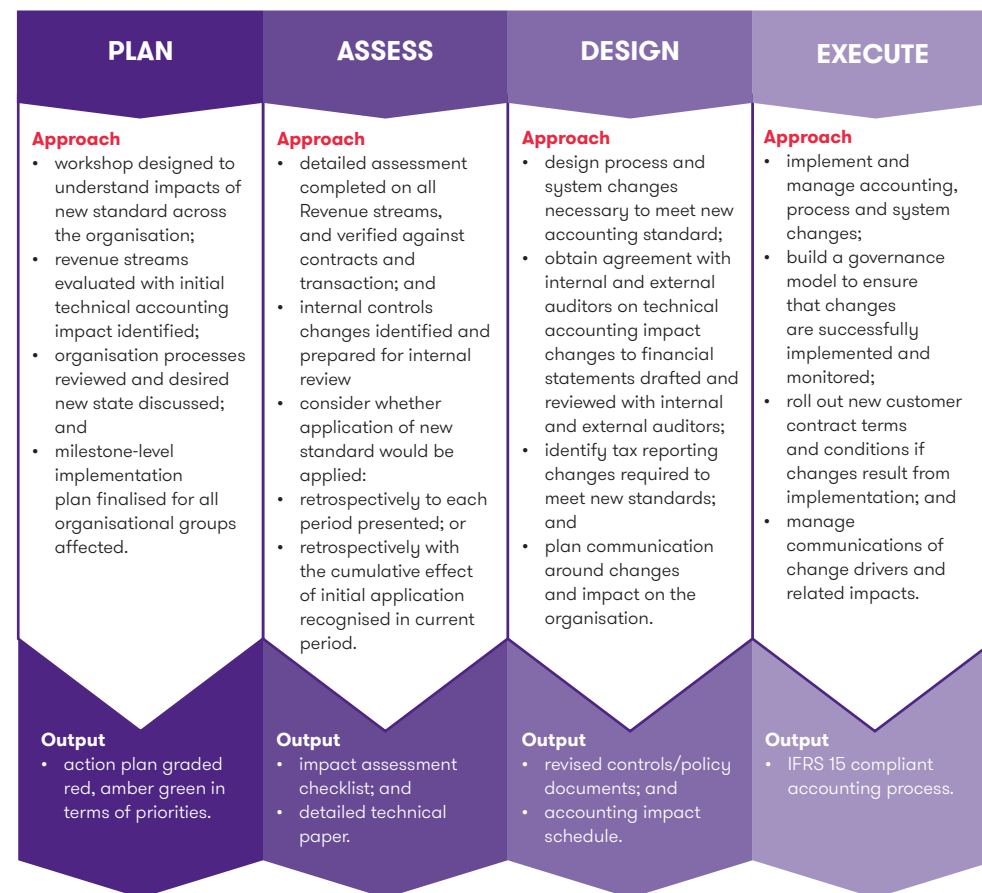 PLAN
Approach
• workshop designed to
understand impacts of
new standard across
the organisation;
• revenue streams
evaluated with initial
technical accounting
impact identified;
• organisation processes
reviewed and desired
new state discussed;
and
• milestone-level
implementation
plan finalised for all
organisational groups
affected.
Output
• action plan graded
red, amber green in
terms of priorities.
ASSESS
Approach
• detailed assessment
completed on all
Revenue streams,
and verified against
contracts and
transaction; and
• internal controls
changes identified and
prepared for internal
review
• consider whether
application of new
standard would be
applied:
• retrospectively to each
period presented; or
• retrospectively with
the cumulative effect
of initial application
recognised in current
period.
Output
• impact assessment
checklist; and
• detailed technical
paper.
DESIGN
Approach
• design process and
system changes
necessary to meet new
accounting standard;
• obtain agreement with
internal and external
auditors on technical
accounting impact
changes to financial
statements drafted and
reviewed with internal
and external auditors;
• identify tax reporting
changes required to
meet new standards;
and
• plan communication
around changes
and impact on the
organisation.
Output
• revised controls/policy
documents; and
• accounting impact
schedule.
EXECUTE
Approach
• implement and
manage accounting,
process and system
changes;
• build a governance
model to ensure
that changes
are successfully
implemented and
monitored;
• roll out new customer
contract terms
and conditions if
changes result from
implementation; and
• manage
communications of
change drivers and
related impacts.
Output
• IFRS 15 compliant
accounting process.